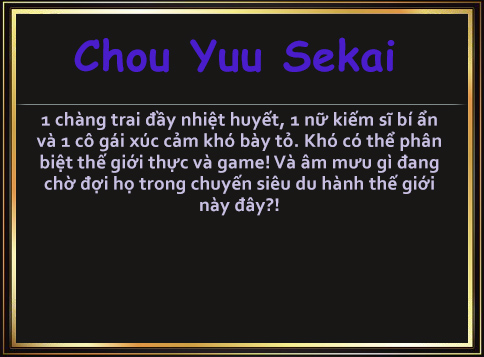 Chou Yuu Sekai
1 chàng trai đầy nhiệt huyết, 1 nữ kiếm sĩ bí ẩn
và 1 cô gái xúc cảm khó bày tỏ. Khó có thể phân
biệt thế giới thực và game! Và âm mưu gì đang
chờ đợi họ trong chuyến siêu du hành thế giới
này đây?!